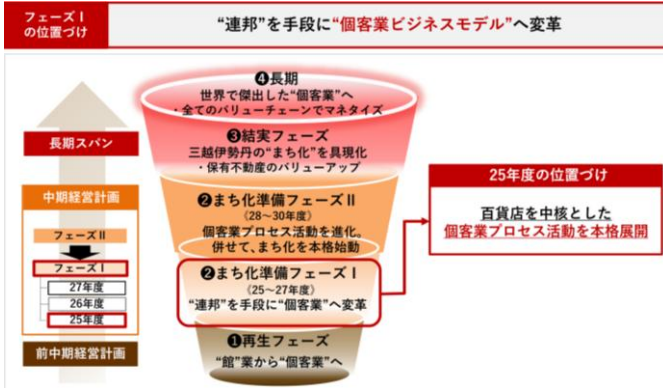 フェーズⅠ
の位置づけ
“連邦”を手段に“個客業ビジネスモデル”へ変革
❹長期
世界で傑出した“個客業”へ
・全てのバリューチェーンでマネタイズ
長期スパン
❸結実フェーズ
三越伊勢丹の“まち化”を具現化
・保有不動産のバリューアップ
中期経営計画
フェーズⅡ
フェーズⅠ
27年度
26年度
25年度
❷まち化準備フェーズⅡ
《28～30年度》
個客業プロセス活動を進化。
併せて、まち化を本格始動
❷まち化準備フェーズⅠ
《25～27年度》
“連邦”を手段に“個客業”へ変革
25年度の位置づけ
百貨店を中核とした
個客業プロセス活動を本格展開
前中期経営計画
❶再生フェーズ
“館”業から“個客業”へ